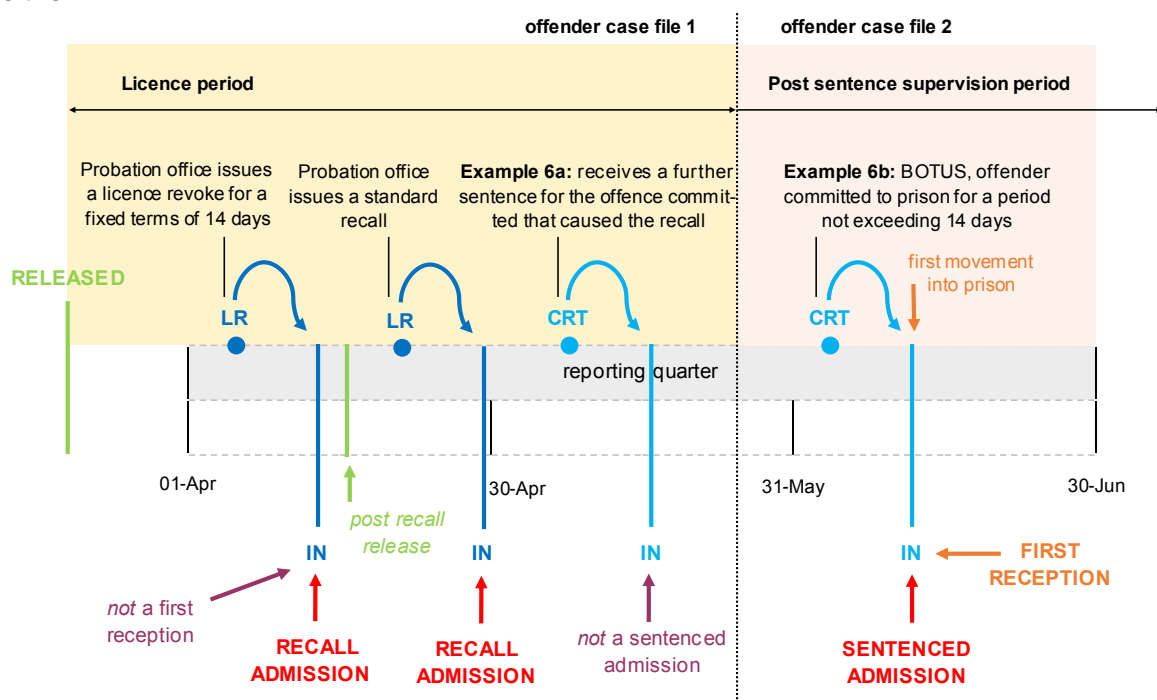 offender case file 1
offender case file 2
Licence period
Post sentence supervision period
Probation office issues
a licence revoke for a
fixed terms of 14 days
Probation office
issues a standard
recall
Example 6a: receives a further
sentence for the offence commit-
ted that caused the recall
Example 6b: BOTUS, offender
committed to prison for a period
not exceeding 14 days
RELEASED
first movement
into prison
LR
LR
CRT
CRT
reporting quarter
01-Apr
30-Apr
31-May
30-Jun
post recall
release
IN
IN
IN
IN
FIRST
RECEPTION
not a first
reception
RECALL
ADMISSION
RECALL
ADMISSION
not a sentenced
admission
SENTENCED
ADMISSION